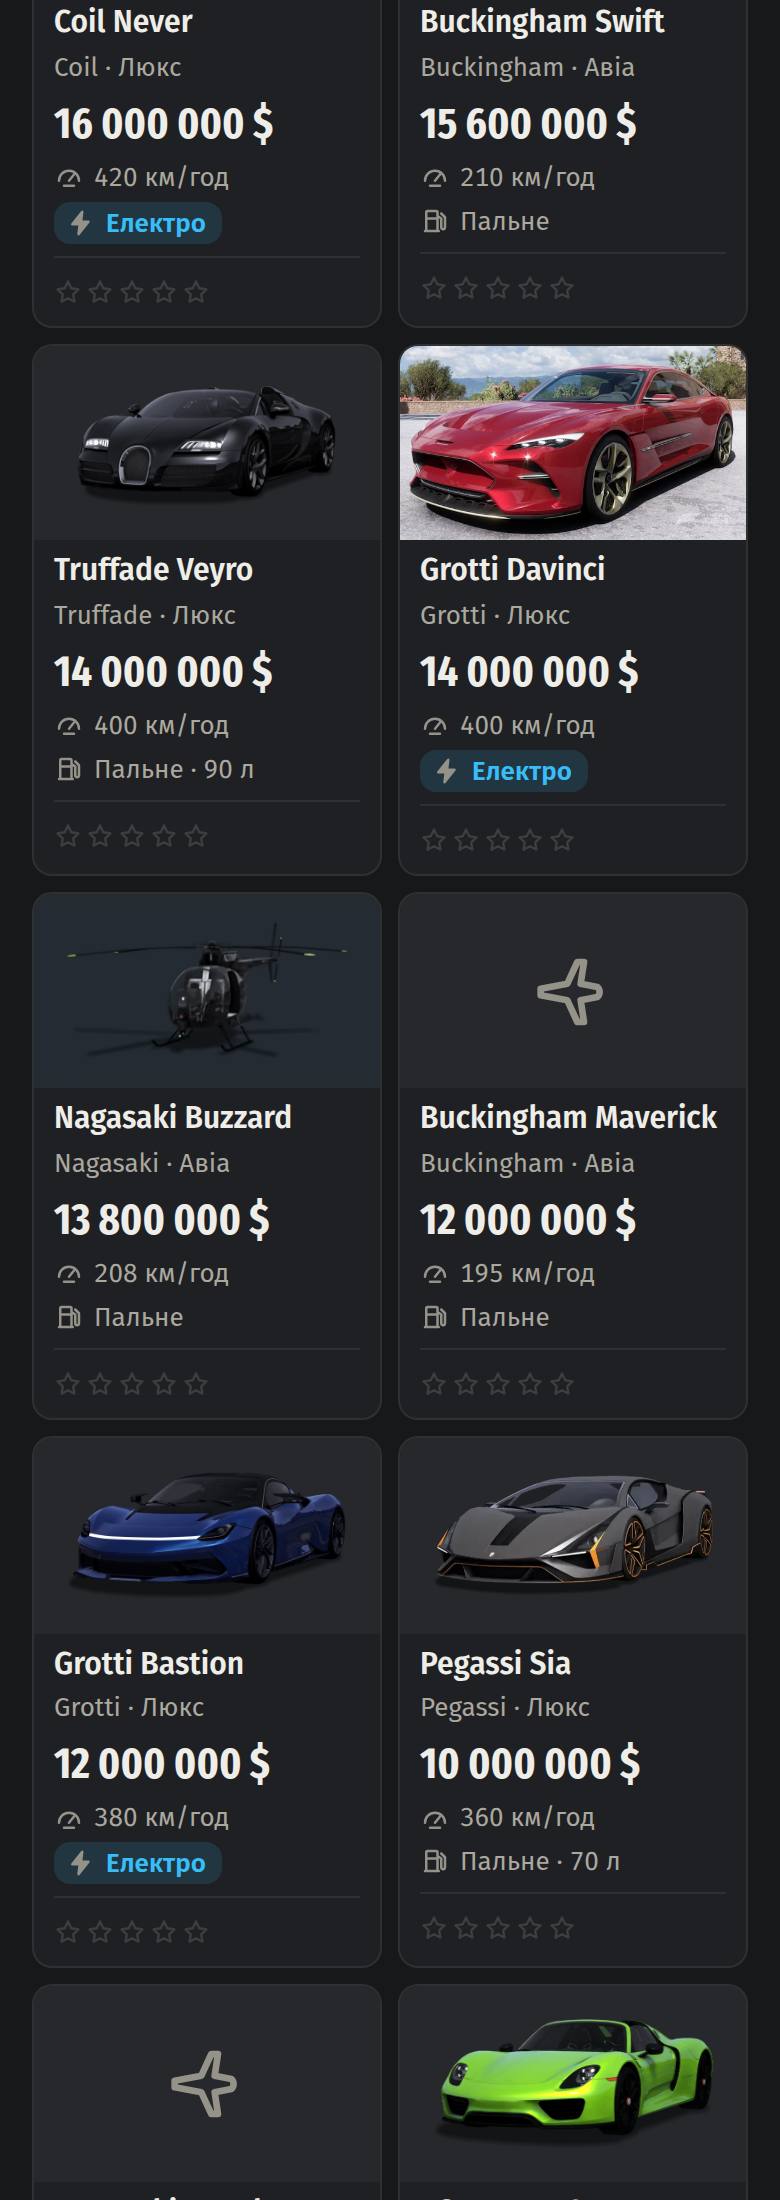 Coil Never
Coil · Люкс
16 000 000 $
420 км/год
Електро
Buckingham Swift
Buckingham · Авіа
15 600 000 $
210 км/год
Пальне
Truffade Veyro
Truffade · Люкс
14 000 000 $
400 км/год
Пальне · 90 л
Grotti Davinci
Grotti · Люкс
14 000 000 $
400 км/год
Електро
Nagasaki Buzzard
Nagasaki · Авіа
13 800 000 $
208 км/год
Пальне
Buckingham Maverick
Buckingham · Авіа
12 000 000 $
195 км/год
Пальне
Grotti Bastion
Grotti · Люкс
12 000 000 $
380 км/год
Електро
Pegassi Sia
Pegassi · Люкс
10 000 000 $
360 км/год
Пальне · 70 л